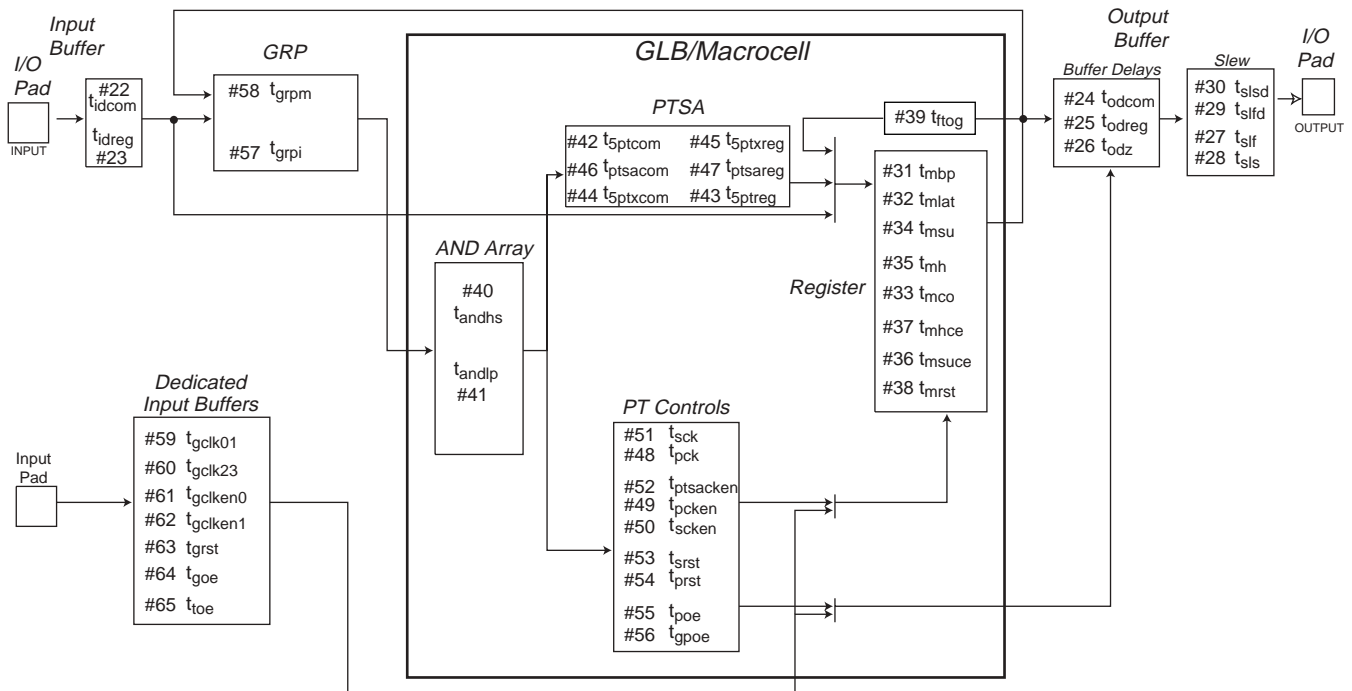 Input
Buffer
I/O
Pad
INPUT
#22
tidcom
tidreg
#23
GRP
#58 tgrpm
#57 tgrpi
GLB/Macrocell
PTSA
#42 t5ptcom #45 t5ptxreg
#46 tptsacom #47 tptsareg
#44 t5ptxcom #43 t5ptreg
#39 tftog
AND Array
#40
tandhs
tandlp
#41
Register
#31 tmbp
#32 tmlat
#34 tmsu
#35 tmh
#33 tmco
#37 tmhce
#36 tmsuce
#38 tmrst
Output
Buffer
Buffer Delays
#24 todcom
#25 todreg
#26 todz
Slew
#30 tslsd
#29 tslfd
#27 tslf
#28 tsls
I/O
Pad
OUTPUT
Dedicated
Input Buffers
Input
Pad
#59 tgclk01
#60 tgclk23
#61 tgclken0
#62 tgclken1
#63 tgrst
#64 tgoe
#65 ttoe
PT Controls
#51 tsck
#48 tpck
#52 tptsacken
#49 tpcken
#50 tscken
#53 tsrst
#54 tprst
#55 tpoe
#56 tgpoe